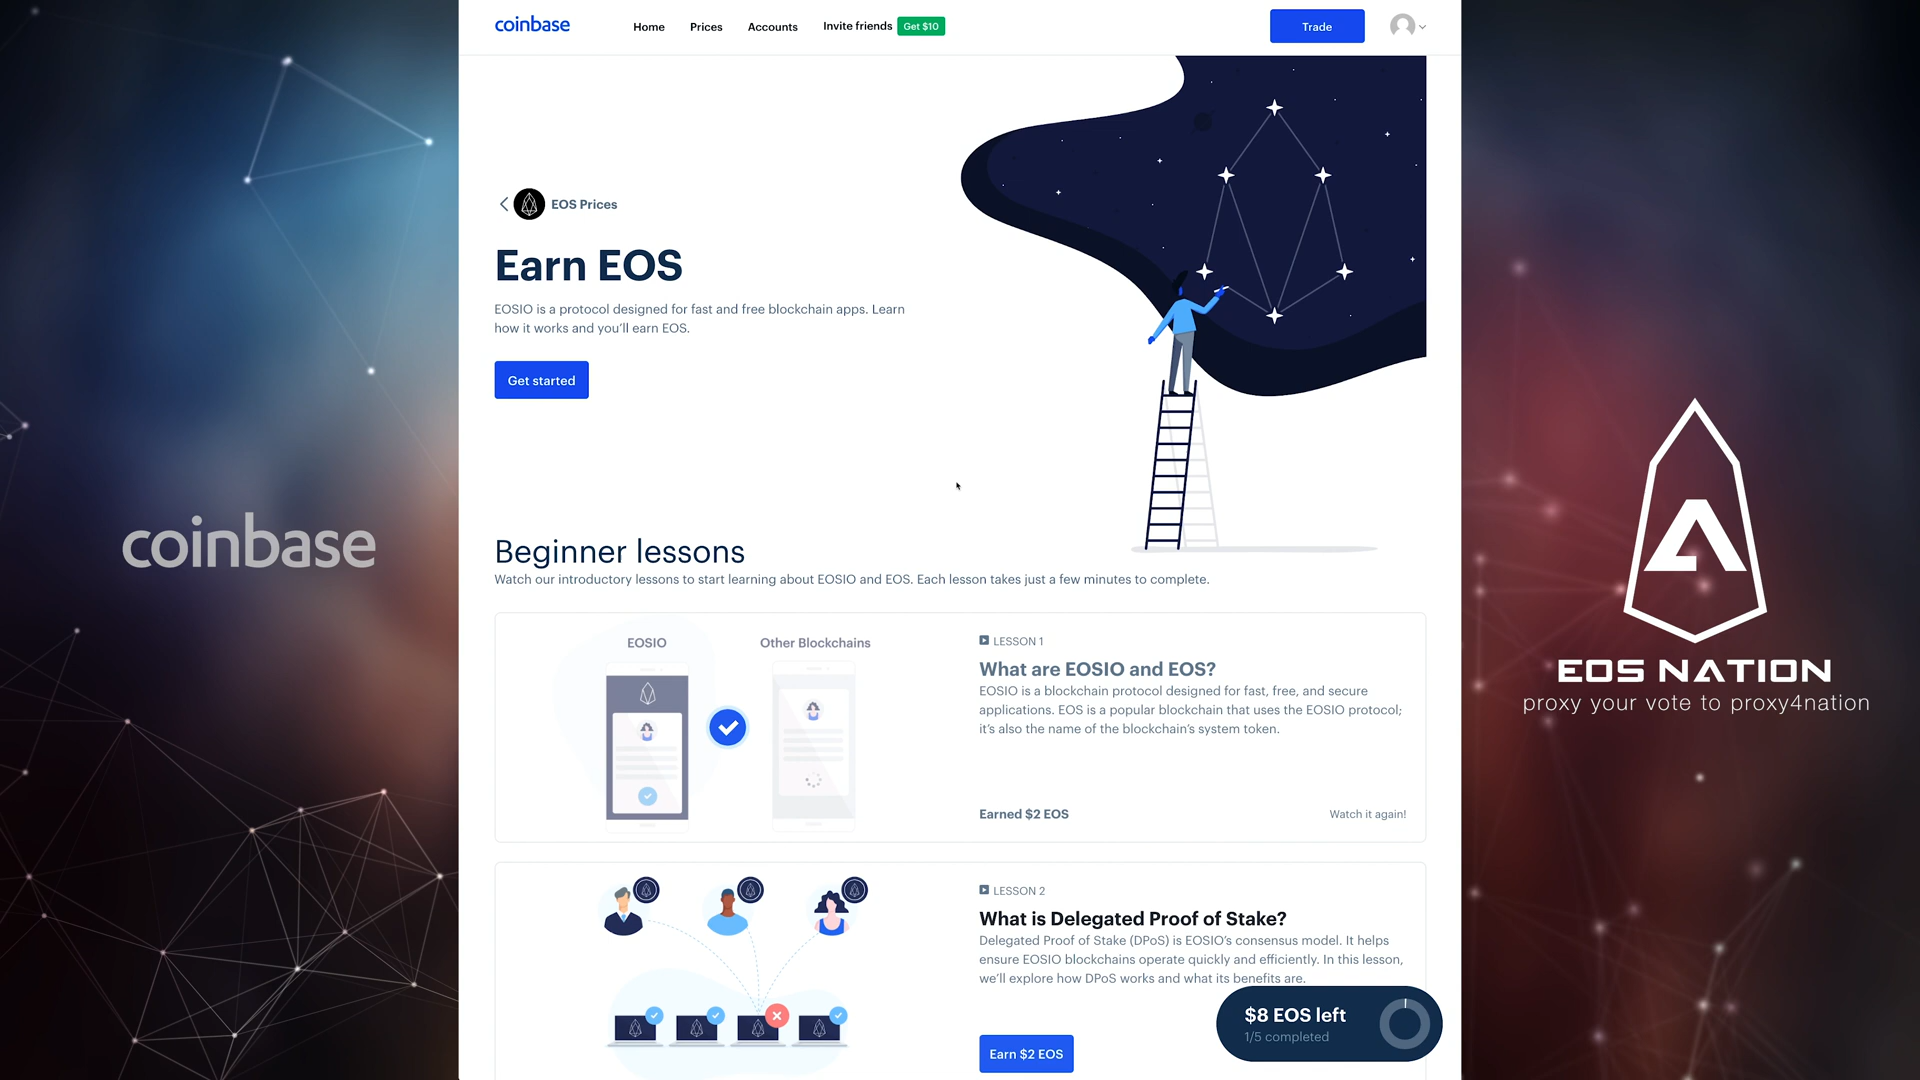 coinbase
Home
Prices
Accounts
Invite friends
Get $10
Trade
EOS Prices
Earn EOS
EOSIO is a protocol designed for fast and free blockchain apps. Learn
how it works and you'll earn EOS.
Get started
coinbase
EOS NATION
proxy your vote to proxy4nation
Beginner lessons
Watch our introductory lessons to start learning about EOSIO and EOS. Each lesson takes just a few minutes to complete.
EOSIO
Other Blockchains
LESSON 1
What are EOSIO and EOS?
EOSIO is a blockchain protocol designed for fast, free, and secure
applications. EOS is a popular blockchain that uses the EOSIO protocol;
it's also the name of the blockchain's system token.
Earned $2 EOS
Watch it again!
LESSON 2
What is Delegated Proof of Stake?
Delegated Proof of Stake (DPoS) is EOSIO's consensus model. It helps
ensure EOSIO blockchains operate quickly and efficiently. In this lesson,
we'll explore how DPoS works and what its benefits are.
Earn $2 EOS
$8 EOS left
1/5 completed